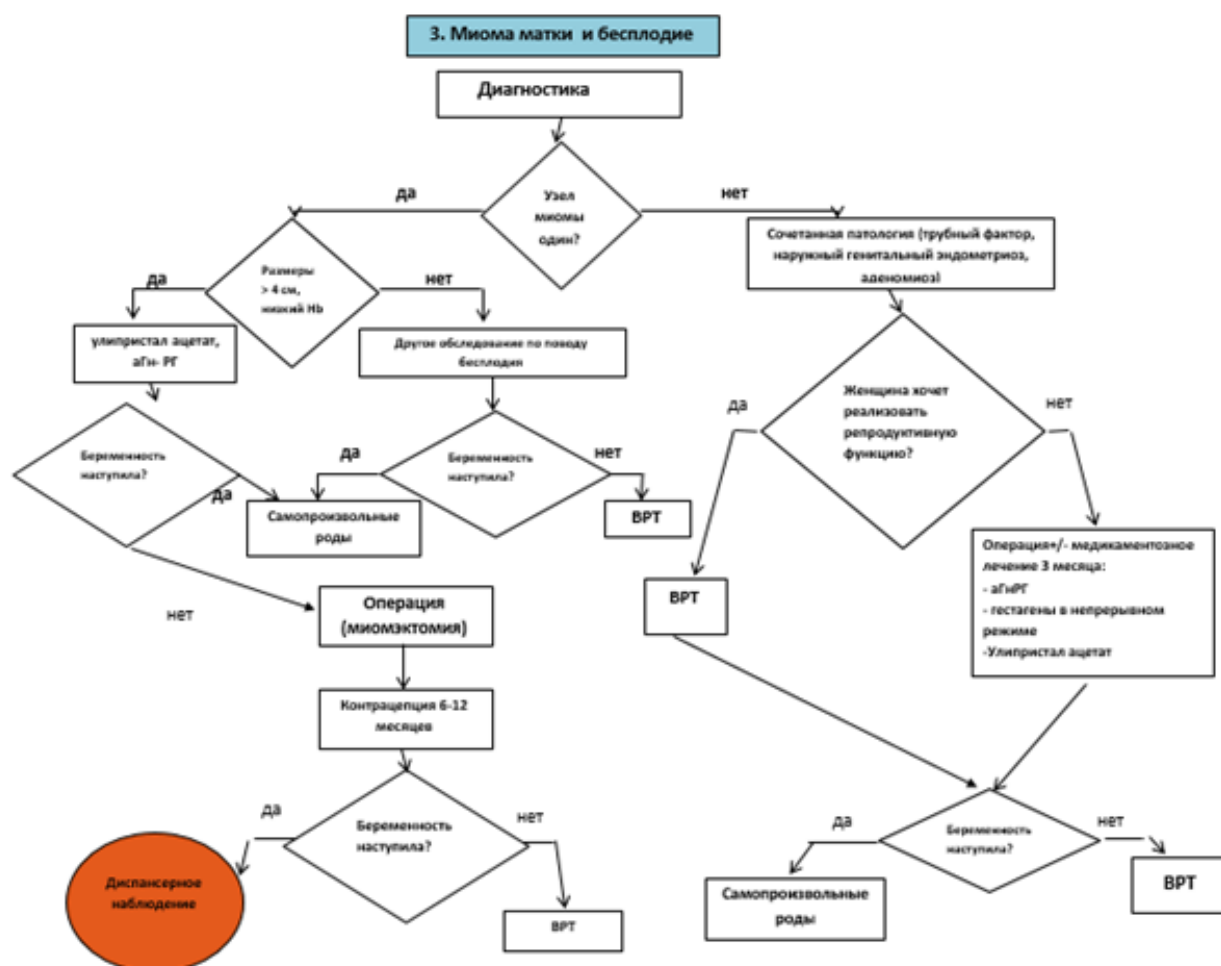 3. Миома матки и бесплодие
Диагностика
Узел
миомы
один?
да
нет
Размеры
> 4 см,
низкий Hb
да
нет
Сочетанная патология (трубный фактор,
наружный генитальный эндометриоз,
аденомиоз)
улипристал ацетат,
аГн- РГ
Другое обследование по поводу
бесплодия
Женщина хочет
реализовать
репродуктивную
функцию?
да
нет
Беременность
наступила?
да
Беременность
наступила?
да
нет
Самопроизвольные
роды
ВРТ
нет
Операция
(миомэктомия)
ВРТ
Операция+/- медикаментозное
лечение 3 месяца:
- аГнРГ
- гестагены в непрерывном
режиме
-Улипристал ацетат
Контрацепция 6-12
месяцев
Беременность
наступила?
да
нет
Беременность
наступила?
да
нет
Диспансерное
наблюдение
ВРТ
Самопроизвольные
роды
ВРТ